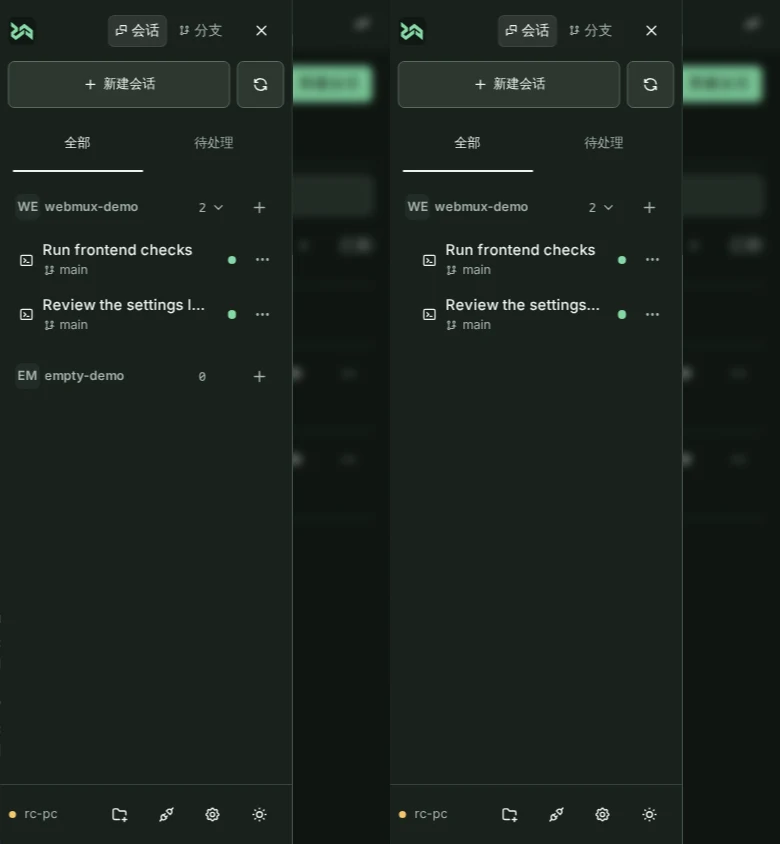 会话 分支
新建会话
全部 待处理
WE webmux-demo 2
Run frontend checks
main
Review the settings l...
main
EM empty-demo 0
rc-pc
会话 分支
新建会话
全部 待处理
WE webmux-demo 2
Run frontend checks
main
Review the settings...
main
rc-pc